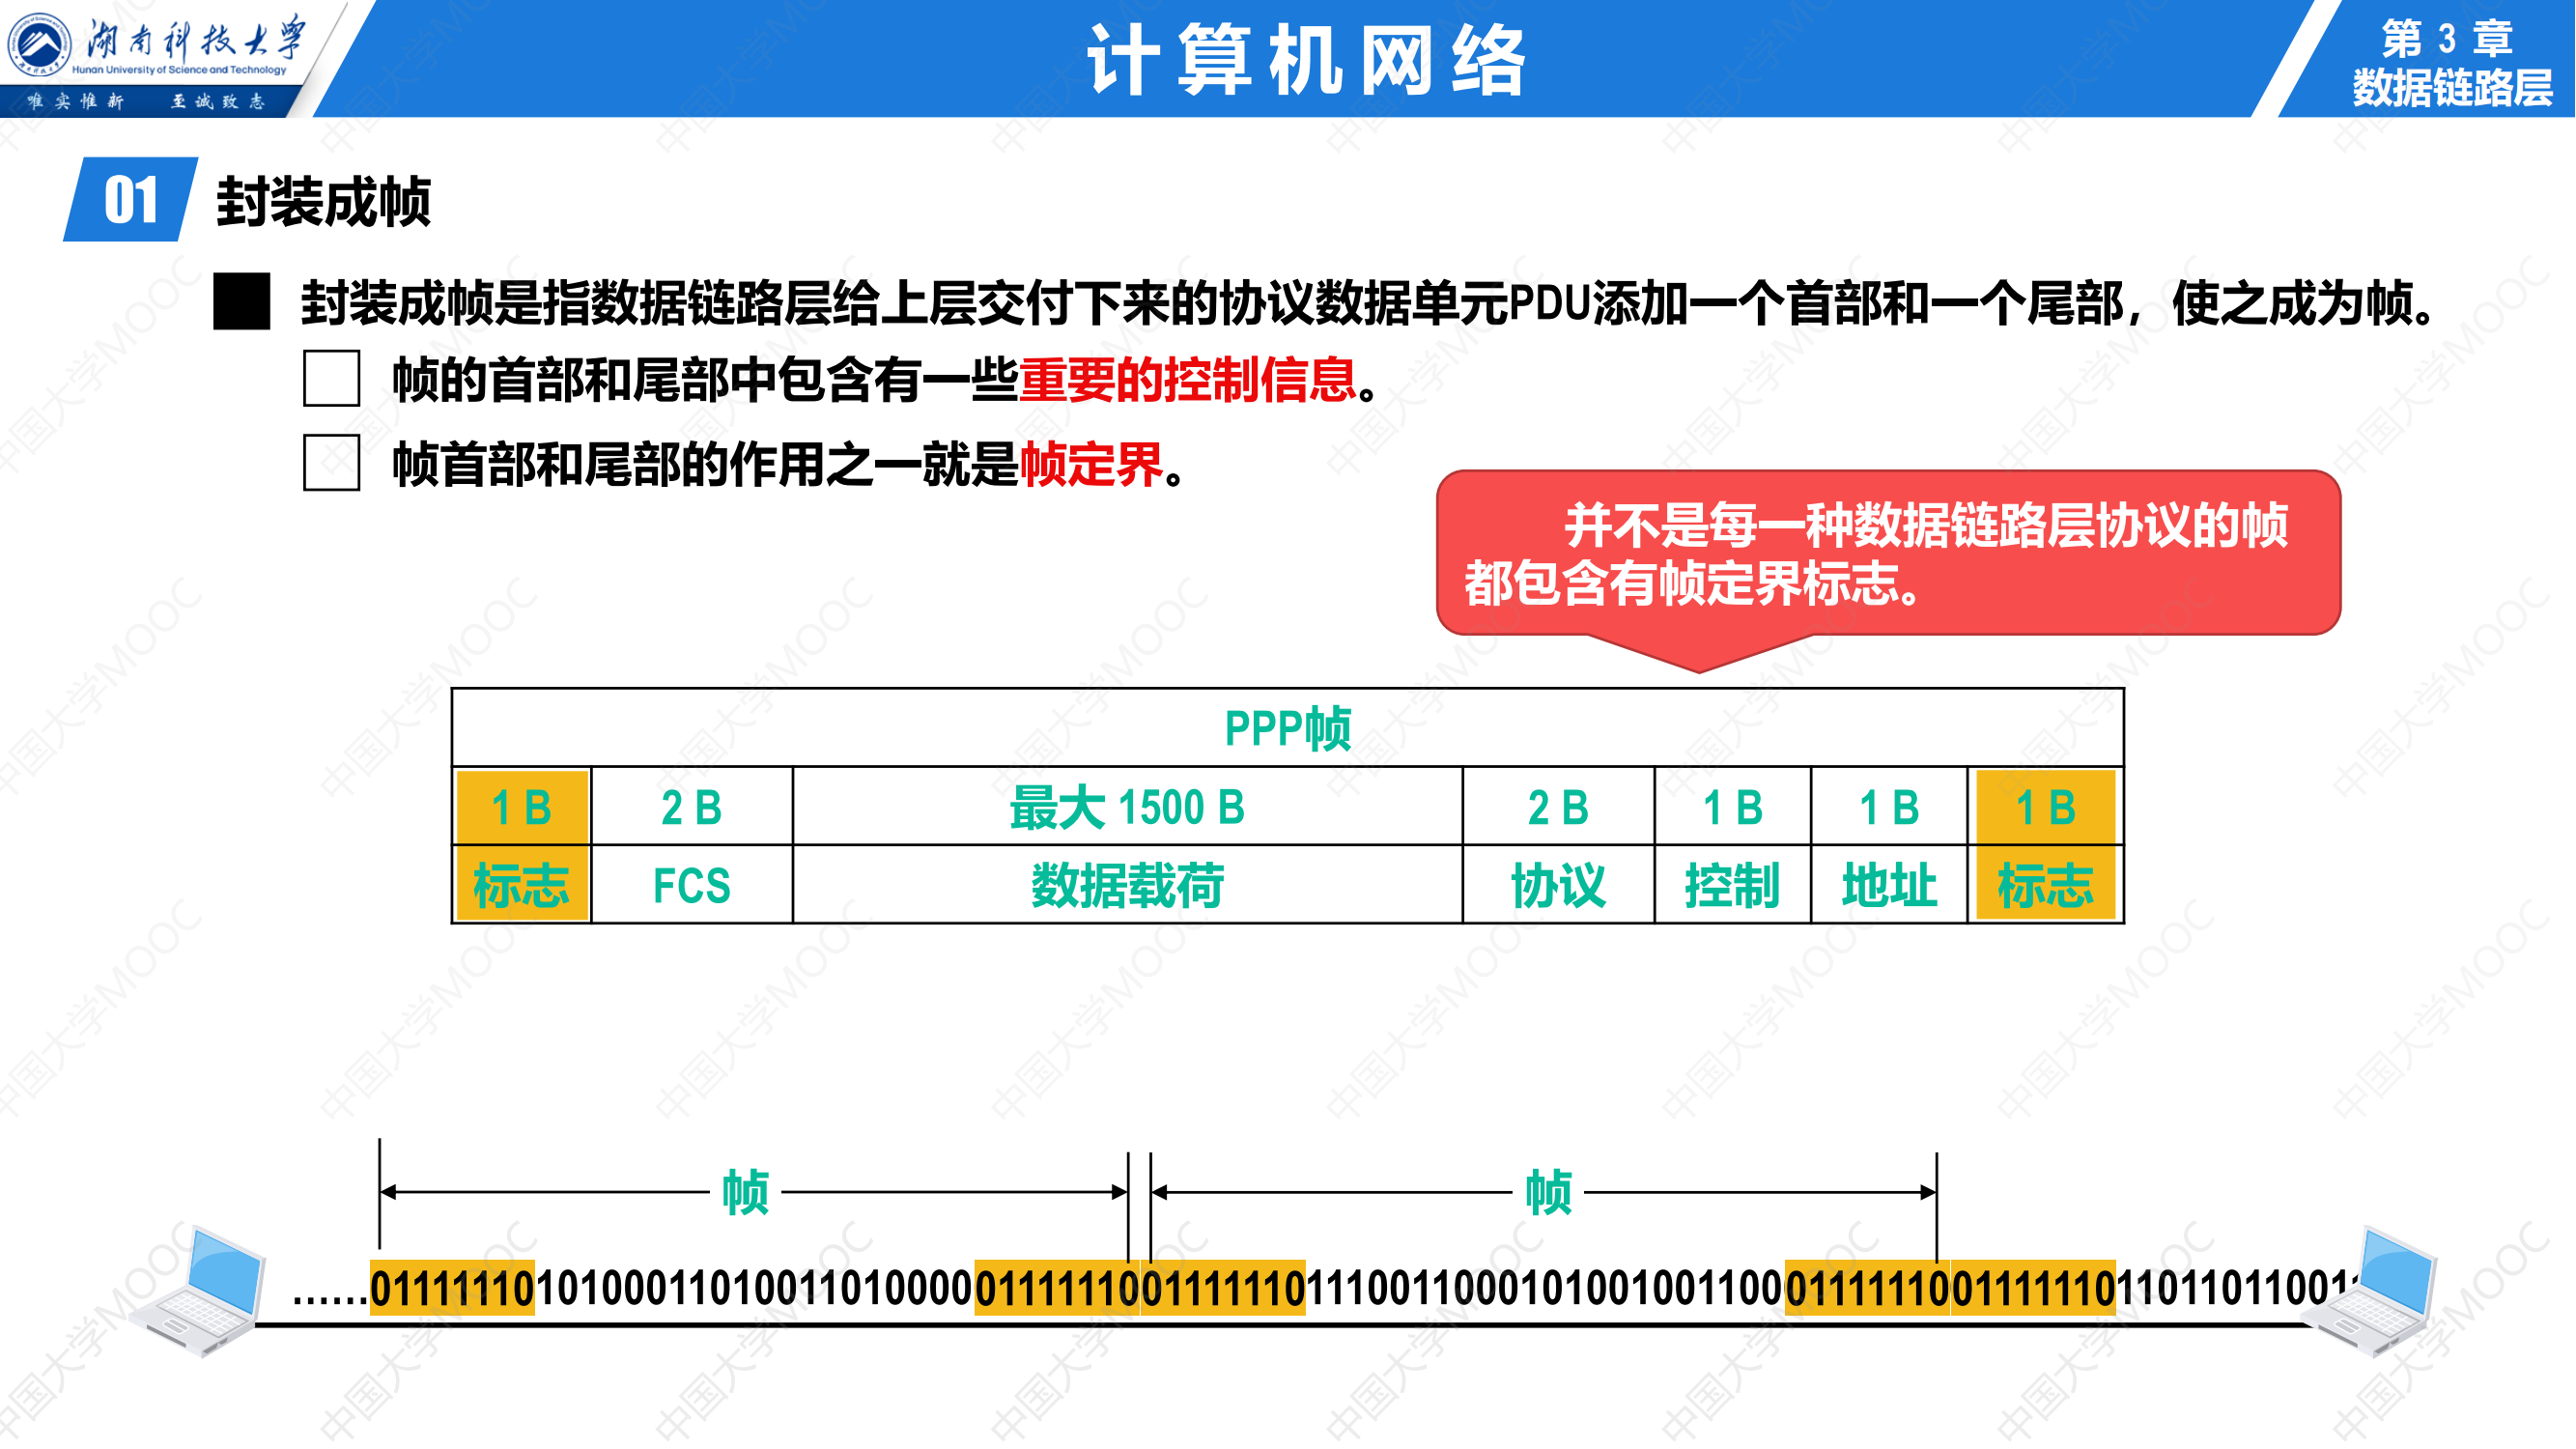 湖南科技大学
Hunan University of Science and Technology
唯实惟新 至诚致志
计算机网络
第 3 章
数据链路层
01 封装成帧
封装成帧是指数据链路层给上层交付下来的协议数据单元PDU添加一个首部和一个尾部，使之成为帧。
帧的首部和尾部中包含有一些重要的控制信息。
帧首部和尾部的作用之一就是帧定界。
并不是每一种数据链路层协议的帧
都包含有帧定界标志。
PPP帧
1 B 2 B 最大 1500 B 2 B 1 B 1 B 1 B
标志 FCS 数据载荷 协议 控制 地址 标志
帧 帧
......0111111010100011010011010000011111100111111011100110001010010011000111111001111110110110110011
中国大学MOOC